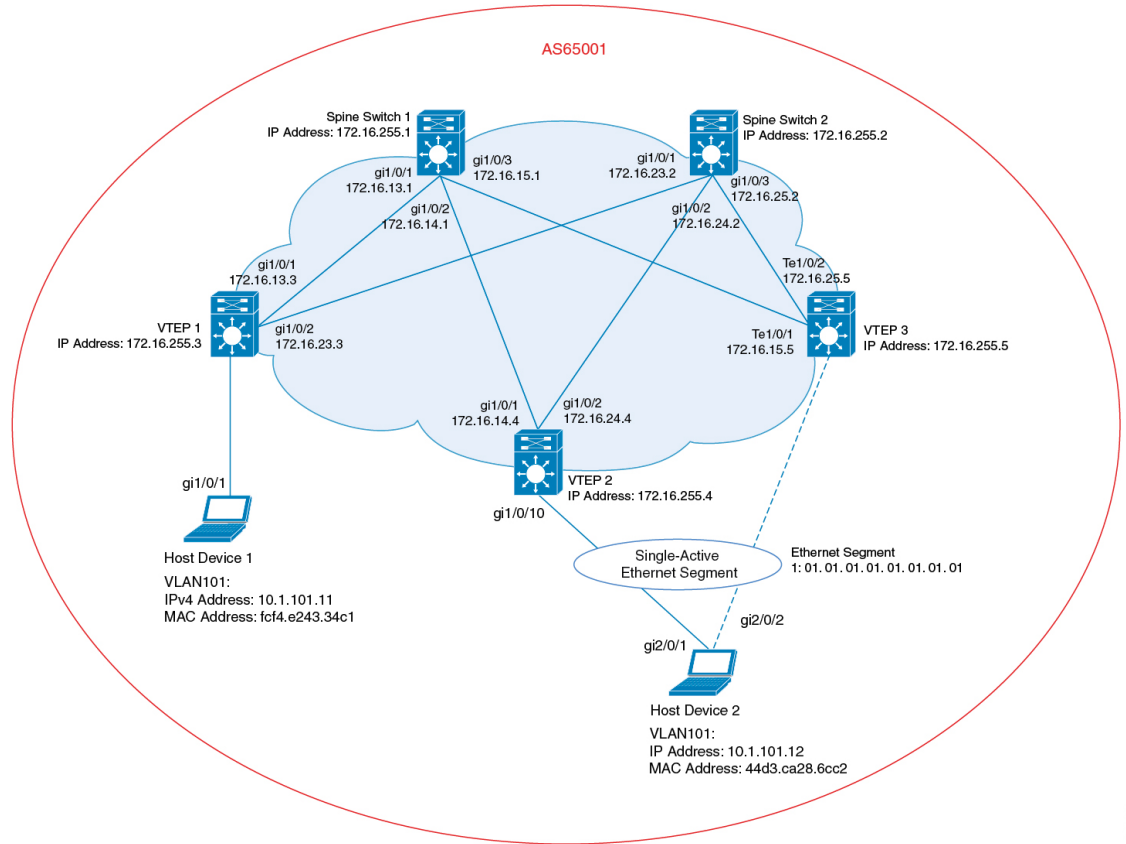 AS65001
Spine Switch 1
IP Address: 172.16.255.1
Spine Switch 2
IP Address: 172.16.255.2
gi1/0/3
172.16.15.1
gi1/0/1
172.16.13.1
gi1/0/2
172.16.14.1
gi1/0/1
172.16.23.2
gi1/0/3
172.16.25.2
gi1/0/2
172.16.24.2
gi1/0/1
172.16.13.3
Te1/0/2
172.16.25.5
VTEP 1
IP Address: 172.16.255.3
gi1/0/2
172.16.23.3
Te1/0/1
172.16.15.5
VTEP 3
IP Address: 172.16.255.5
gi1/0/1
172.16.14.4
gi1/0/2
172.16.24.4
VTEP 2
IP Address: 172.16.255.4
gi1/0/1
gi1/0/10
Host Device 1
VLAN101:
IPv4 Address: 10.1.101.11
MAC Address: fcf4.e243.34c1
Single-Active
Ethernet Segment
Ethernet Segment
1: 01. 01. 01. 01. 01. 01. 01. 01. 01
gi2/0/2
gi2/0/1
Host Device 2
VLAN101:
IP Address: 10.1.101.12
MAC Address: 44d3.ca28.6cc2